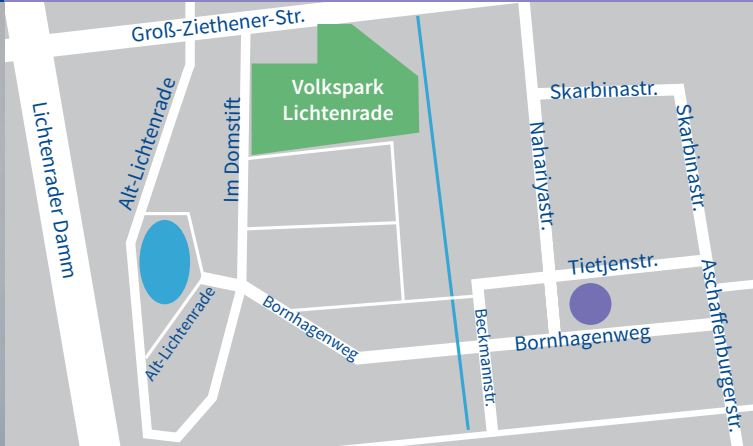 Groß-Ziethener-Str.
Lichtenrader Damm
Alt-Lichtenrade
Im Domstift
Volkspark
Lichtenrade
Skarbinastr.
Skarbinastr.
Nahariyastr.
Tietjenstr.
Aschaffenburgerstr.
Alt-Lichtenrade
Bornhagenweg
Beckmannstr.
Bornhagenweg